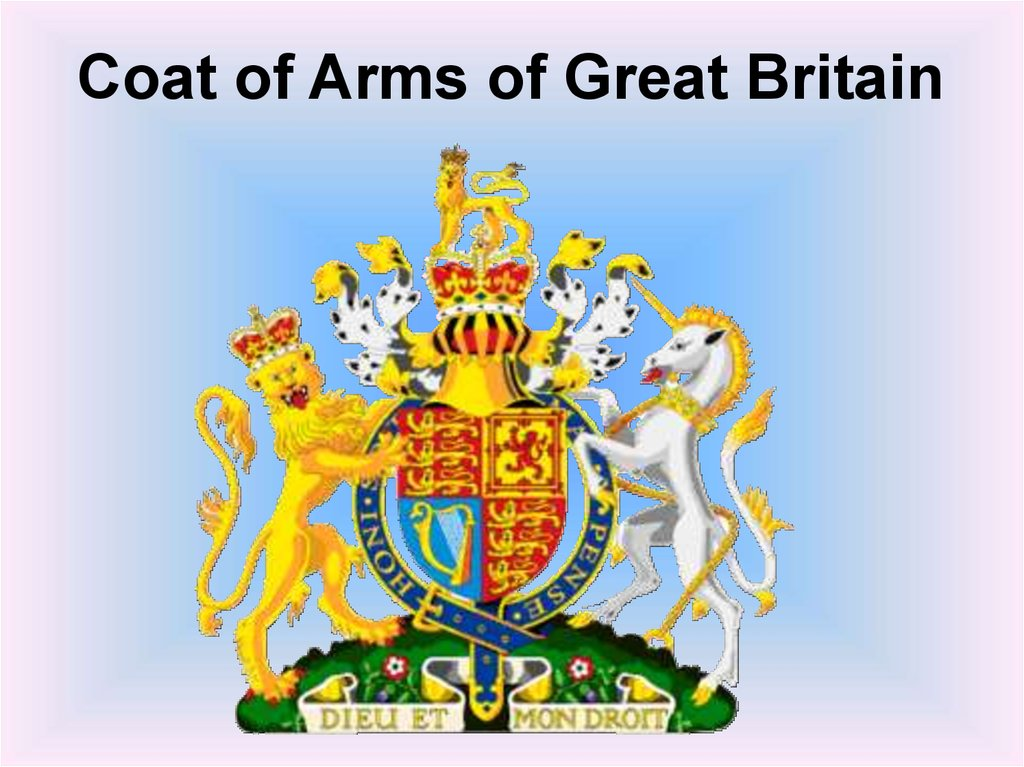 Coat of Arms of Great Britain
HONI · S
PENSE ·
DIEU ET MON DROIT